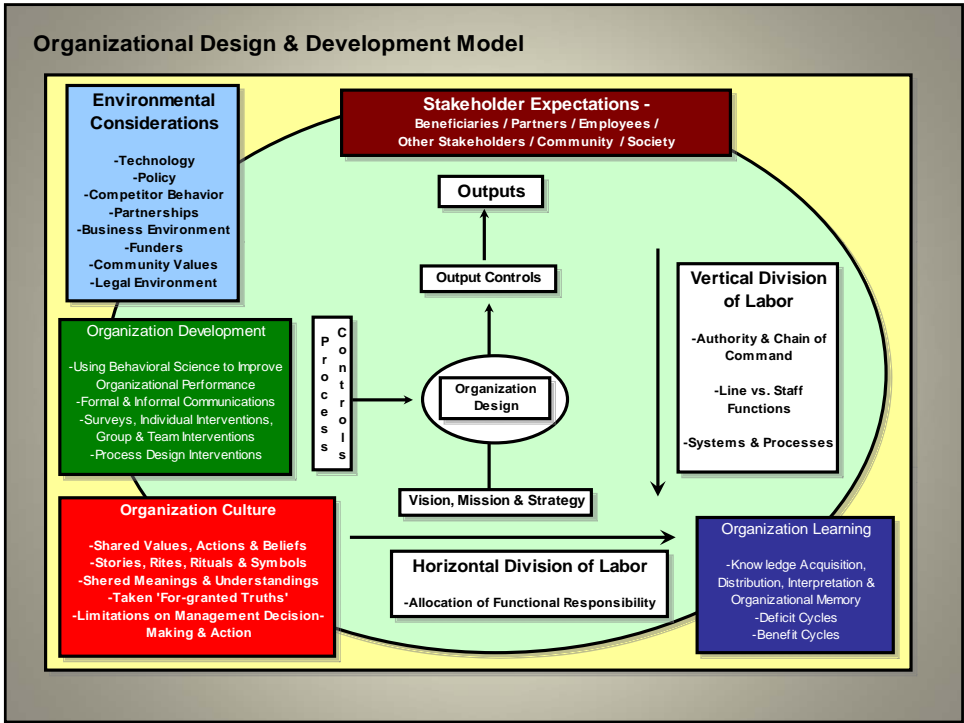 Organizational Design & Development Model
Environmental
Considerations
-Technology
-Policy
-Competitor Behavior
-Partnerships
-Business Environment
-Funders
-Community Values
-Legal Environment
Stakeholder Expectations -
Beneficiaries / Partners / Employees /
Other Stakeholders / Community / Society
Outputs
Output Controls
Organization
Design
Vision, Mission & Strategy
Process
Controls
Vertical Division
of Labor
-Authority & Chain of
Command
-Line vs. Staff
Functions
-Systems & Processes
Organization Development
-Using Behavioral Science to Improve
Organizational Performance
-Formal & Informal Communications
-Surveys, Individual Interventions,
Group & Team Interventions
-Process Design Interventions
Organization Culture
-Shared Values, Actions & Beliefs
-Stories, Rites, Rituals & Symbols
-Shered Meanings & Understandings
-Taken 'For-granted Truths'
-Limitations on Management Decision-
Making & Action
Horizontal Division of Labor
-Allocation of Functional Responsibility
Organization Learning
-Knowledge Acquisition,
Distribution, Interpretation &
Organizational Memory
-Deficit Cycles
-Benefit Cycles